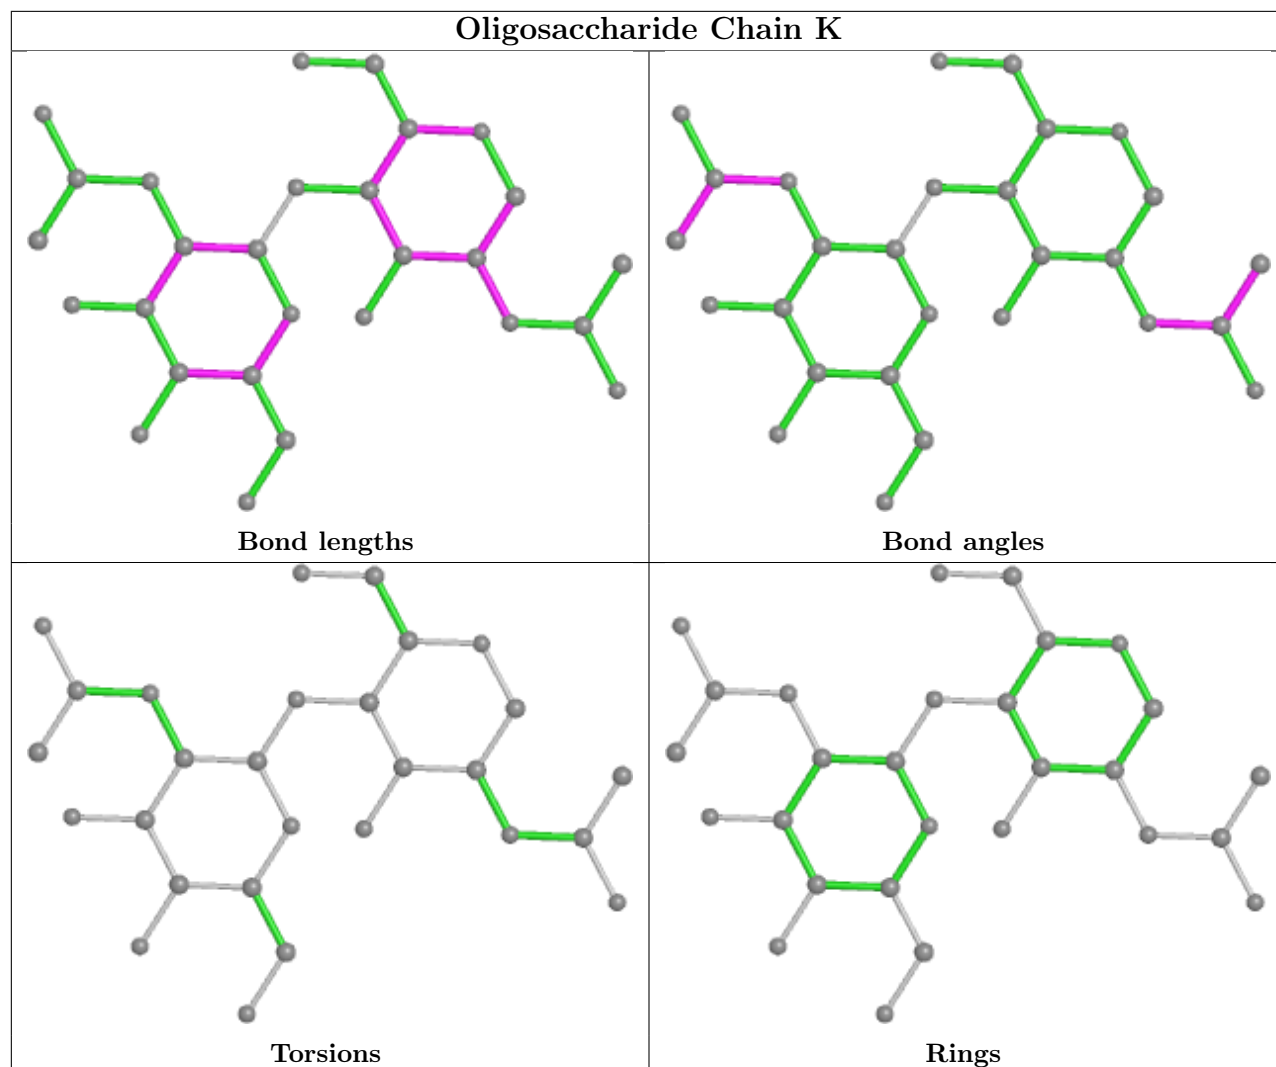 Oligosaccharide Chain K
Bond lengths
Bond angles
Torsions
Rings